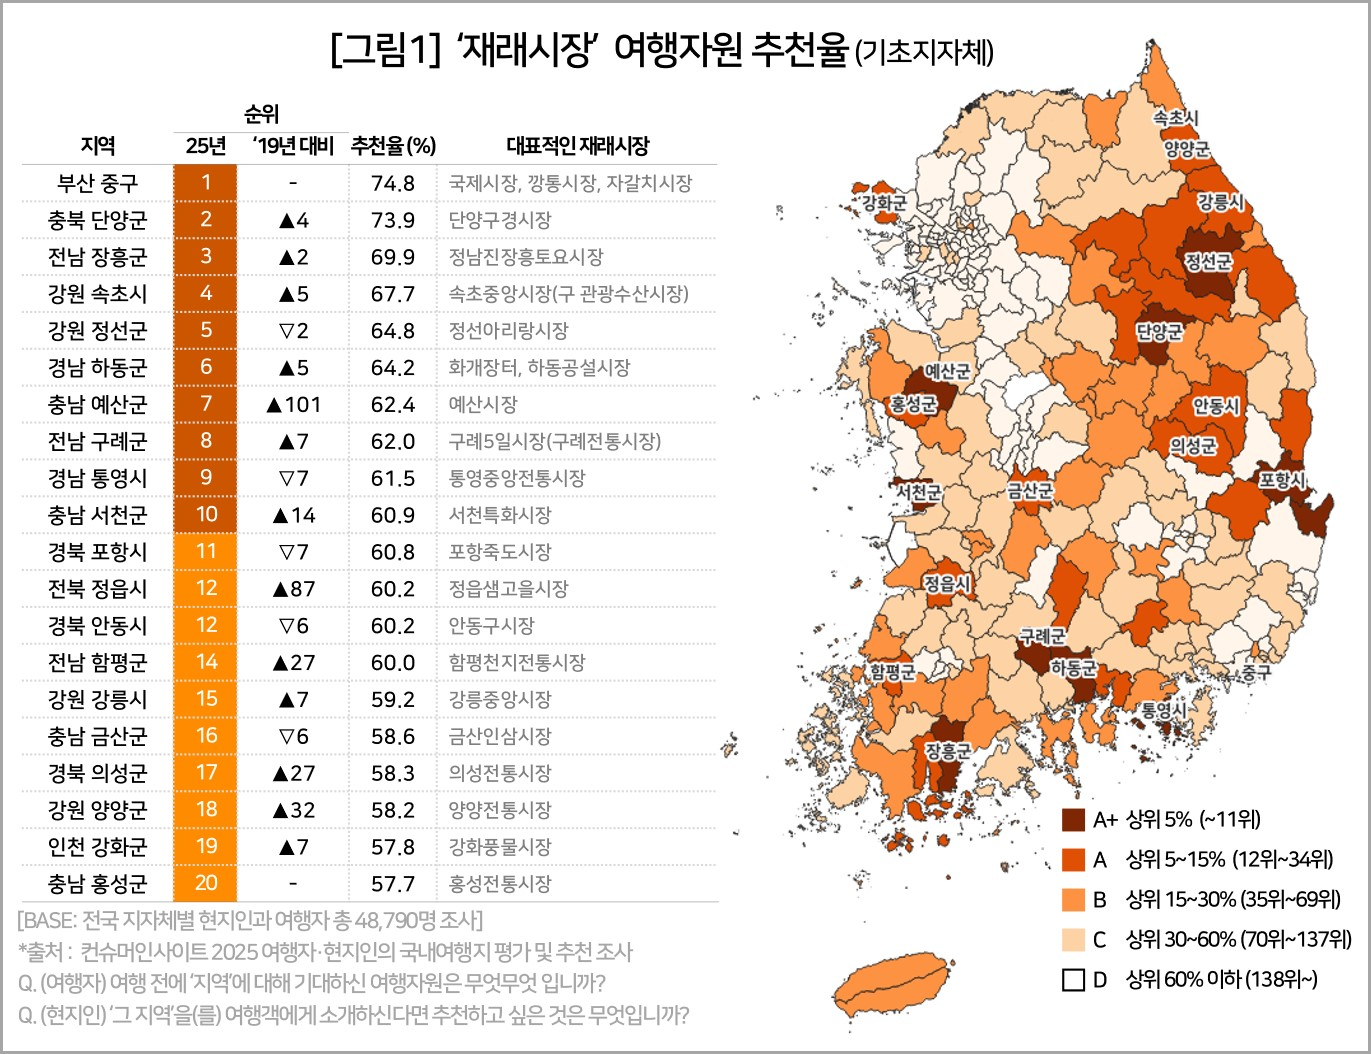 [그림1] ‘재래시장’ 여행자원 추천율 (기초지자체)
순위
지역 25년 ‘19년 대비 추천율 (%) 대표적인 재래시장
부산 중구 1 - 74.8 국제시장, 깡통시장, 자갈치시장
충북 단양군 2 ▲4 73.9 단양구경시장
전남 장흥군 3 ▲2 69.9 정남진장흥토요시장
강원 속초시 4 ▲5 67.7 속초중앙시장(구 관광수산시장)
강원 정선군 5 ▽2 64.8 정선아리랑시장
경남 하동군 6 ▲5 64.2 화개장터, 하동공설시장
충남 예산군 7 ▲101 62.4 예산시장
전남 구례군 8 ▲7 62.0 구례5일시장(구례전통시장)
경남 통영시 9 ▽7 61.5 통영중앙전통시장
충남 서천군 10 ▲14 60.9 서천특화시장
경북 포항시 11 ▽7 60.8 포항죽도시장
전북 정읍시 12 ▲87 60.2 정읍샘고을시장
경북 안동시 12 ▽6 60.2 안동구시장
전남 함평군 14 ▲27 60.0 함평천지전통시장
강원 강릉시 15 ▲7 59.2 강릉중앙시장
충남 금산군 16 ▽6 58.6 금산인삼시장
경북 의성군 17 ▲27 58.3 의성전통시장
강원 양양군 18 ▲32 58.2 양양전통시장
인천 강화군 19 ▲7 57.8 강화풍물시장
충남 홍성군 20 - 57.7 홍성전통시장
[BASE: 전국 지자체별 현지인과 여행자 총 48,790명 조사]
*출처 : 컨슈머인사이트 2025 여행자·현지인의 국내여행지 평가 및 추천 조사
Q. (여행자) 여행 전에 ‘지역’에 대해 기대하신 여행자원은 무엇무엇 입니까?
Q. (현지인) ‘그 지역’을(를) 여행객에게 소개하신다면 추천하고 싶은 것은 무엇입니까?
속초시
양양군
강화군
강릉시
정선군
단양군
예산군
홍성군
안동시
의성군
포항시
서천군
금산군
정읍시
구례군
하동군
함평군
중구
통영시
장흥군
A+ 상위 5% (~11위)
A 상위 5~15% (12위~34위)
B 상위 15~30% (35위~69위)
C 상위 30~60% (70위~137위)
D 상위 60% 이하 (138위~)